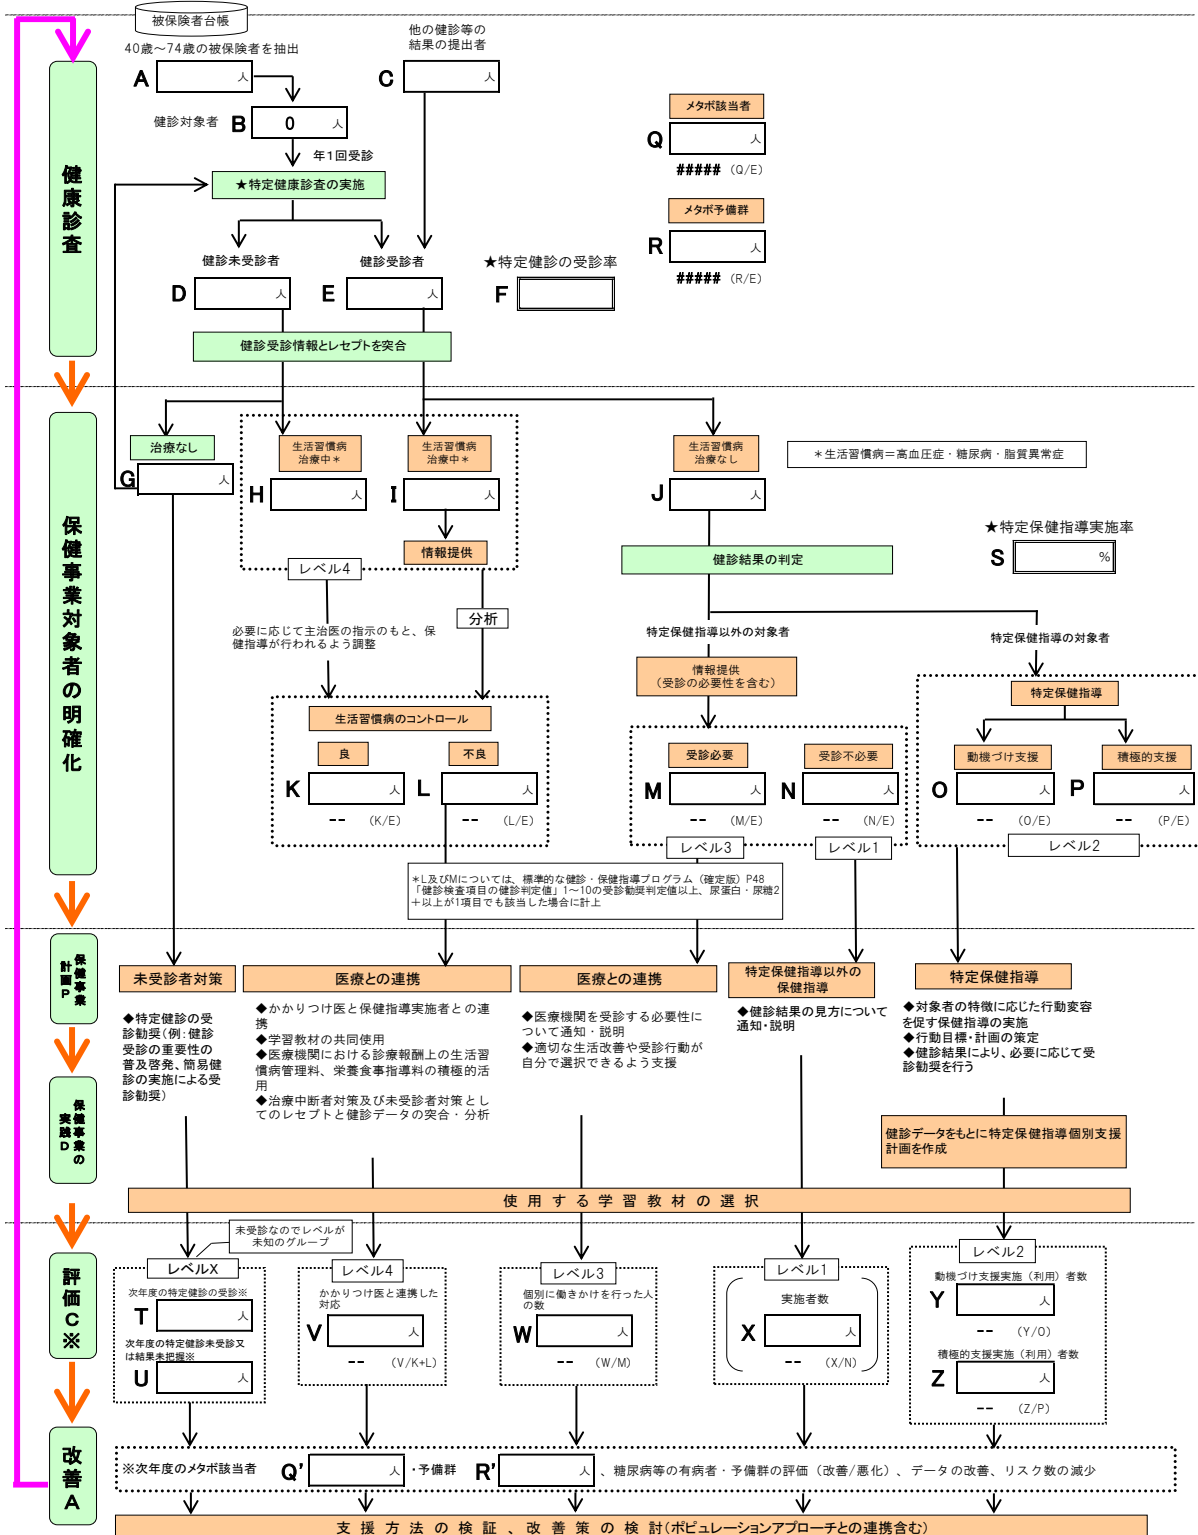 被保険者台帳
40歳～74歳の被保険者を抽出
A 人
他の健診等の
結果の提出者
C 人
健診対象者 B 0 人
年１回受診
★特定健康診査の実施
健診未受診者
D 人
健診受診者
E 人
★特定健診の受診率
F
メタボ該当者
Q 人
##### (Q/E)
メタボ予備群
R 人
##### (R/E)
健診受診情報とレセプトを突合
健康診査
治療なし
G 人
生活習慣病
治療中＊
H 人
生活習慣病
治療中＊
I 人
情報提供
レベル4
生活習慣病
治療なし
J 人
＊生活習慣病＝高血圧症・糖尿病・脂質異常症
★特定保健指導実施率
S %
健診結果の判定
分析
必要に応じて主治医の指示のもと、保
健指導が行われるよう調整
特定保健指導以外の対象者
特定保健指導の対象者
情報提供
（受診の必要性を含む）
生活習慣病のコントロール
良
K 人
-- (K/E)
不良
L 人
-- (L/E)
受診必要
M 人
-- (M/E)
レベル3
受診不必要
N 人
-- (N/E)
レベル1
特定保健指導
動機づけ支援
O 人
-- (O/E)
積極的支援
P 人
-- (P/E)
レベル2
＊L及びMについては、標準的な健診・保健指導プログラム（確定版）P48
「健診検査項目の健診判定値」1～10の受診勧奨判定値以上、尿蛋白・尿糖2
＋以上が1項目でも該当した場合に計上
保健事業対象者の明確化
保健事業
計画P
未受診者対策
◆特定健診の受
診勧奨（例：健診
受診の重要性の
普及啓発、簡易健
診の実施による受
診勧奨）
医療との連携
◆かかりつけ医と保健指導実施者との連
携
◆学習教材の共同使用
◆医療機関における診療報酬上の生活習
慣病管理料、栄養食事指導料の積極的活
用
◆治療中断者対策及び未受診者対策とし
てのレセプトと健診データの突合・分析
医療との連携
◆医療機関を受診する必要性に
ついて通知・説明
◆適切な生活改善や受診行動が
自分で選択できるよう支援
特定保健指導以外の
保健指導
◆健診結果の見方について
通知・説明
特定保健指導
◆対象者の特徴に応じた行動変容
を促す保健指導の実施
◆行動目標・計画の策定
◆健診結果により、必要に応じて受
診勧奨を行う
保健事業の
実践D
健診データをもとに特定保健指導個別支援
計画を作成
使用する学習教材の選択
評価C※
未受診なのでレベルが
未知のグループ
レベルX
次年度の特定健診の受診※
T 人
次年度の特定健診未受診又
は結果未把握※
U 人
レベル4
かかりつけ医と連携した
対応
V 人
-- (V/K+L)
レベル3
個別に働きかけを行った人
の数
W 人
-- (W/M)
レベル1
実施者数
X 人
-- (X/N)
レベル2
動機づけ支援実施（利用）者数
Y 人
-- (Y/O)
積極的支援実施（利用）者数
Z 人
-- (Z/P)
改善A
※次年度のメタボ該当者 Q' 人 ・予備群 R' 人 、糖尿病等の有病者・予備群の評価（改善/悪化）、データの改善、リスク数の減少
支援方法の検証、改善策の検討(ポピュレーションアプローチとの連携含む)